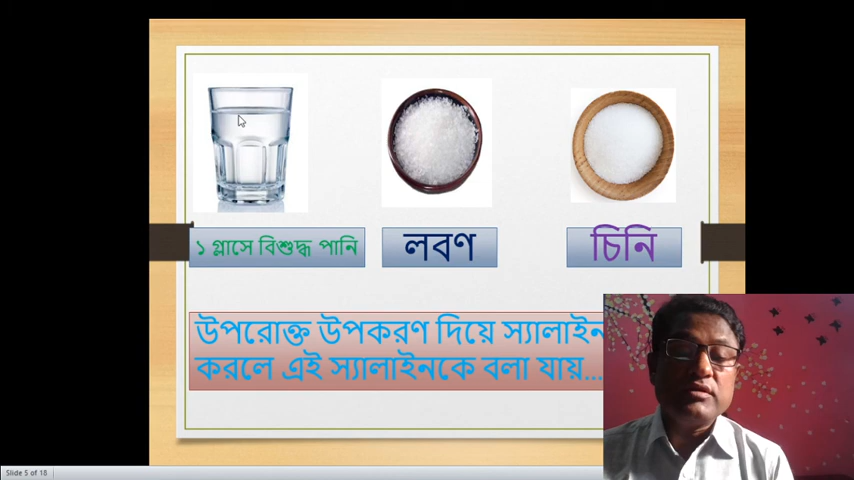 ১ গ্লাসে বিশুদ্ধ পানি
লবণ
চিনি
উপরোক্ত উপকরণ দিয়ে স্যালাইন
করলে এই স্যালাইনকে বলা যায়...
Slide 5 of 18